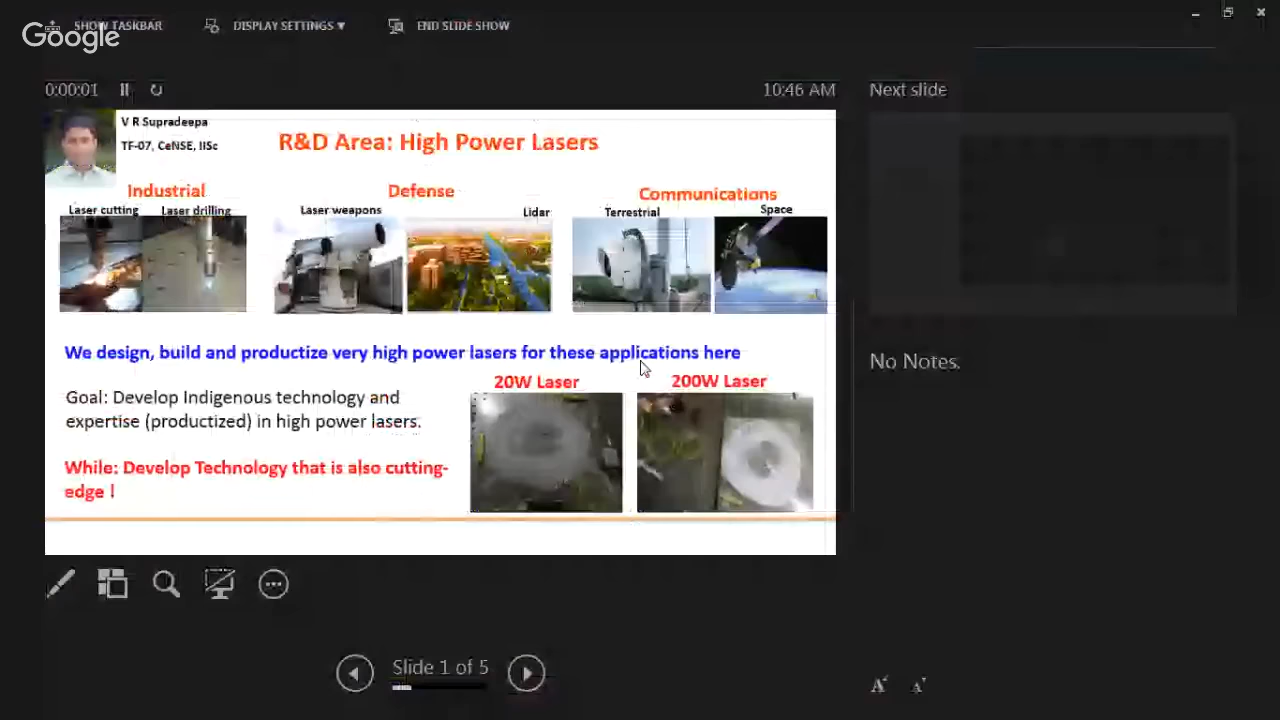 SHOW TASKBAR
DISPLAY SETTINGS ▼
END SLIDE SHOW
Google
0:00:01
10:46 AM
Next slide
V R Supradeepa
TF-07, CeNSE, IISc
R&D Area: High Power Lasers
Industrial
Defense
Communications
Laser cutting
Laser drilling
Laser weapons
Lidar
Terrestrial
Space
We design, build and productize very high power lasers for these applications here
No Notes.
20W Laser
200W Laser
Goal: Develop Indigenous technology and
expertise (productized) in high power lasers.
While: Develop Technology that is also cutting-
edge !
Slide 1 of 5
A A